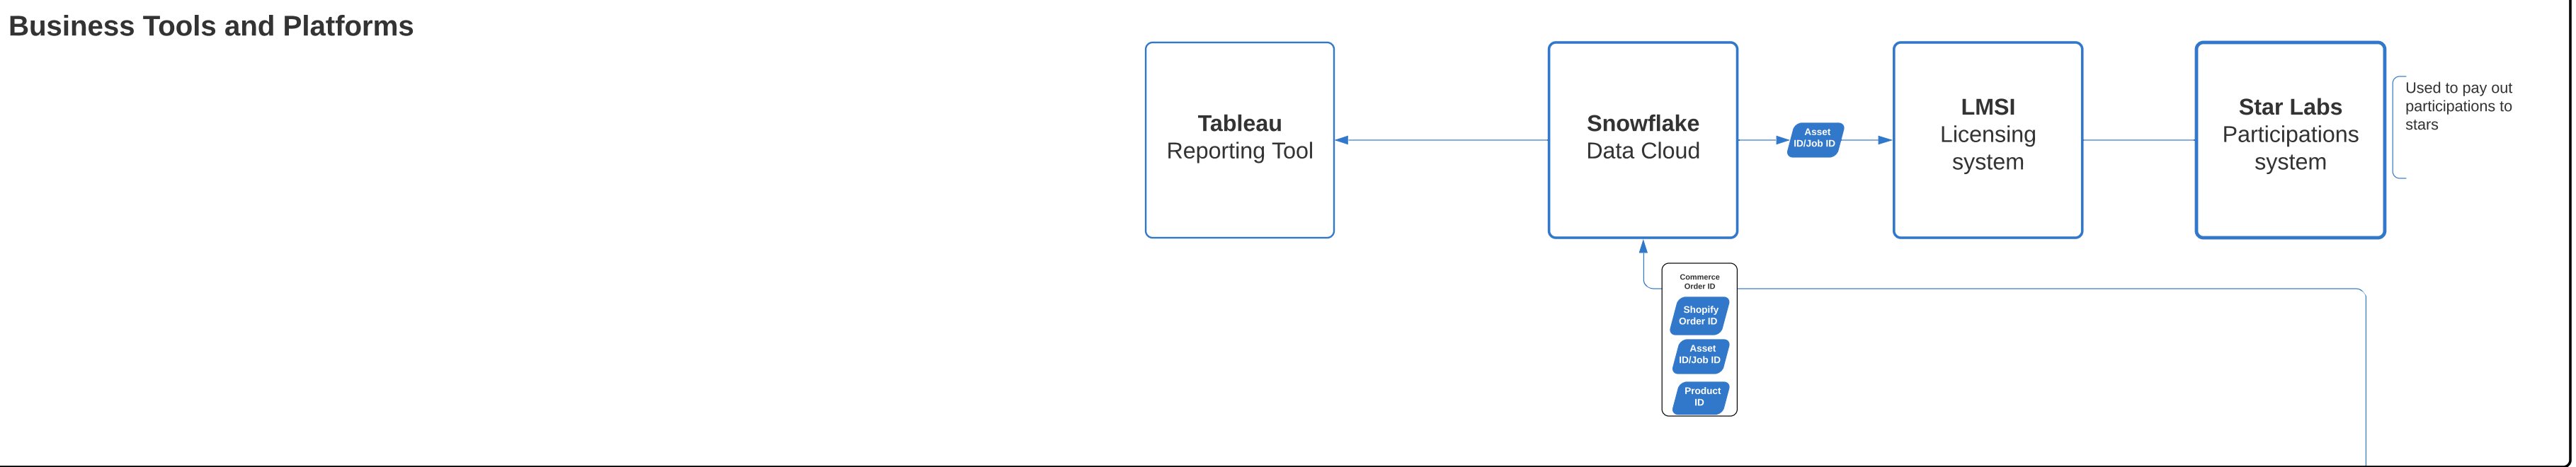 Business Tools and Platforms
Tableau
Reporting Tool
Snowflake
Data Cloud
Asset
ID/Job ID
LMSI
Licensing
system
Star Labs
Participations
system
Used to pay out
participations to
stars
Commerce
Order ID
Shopify
Order ID
Asset
ID/Job ID
Product
ID